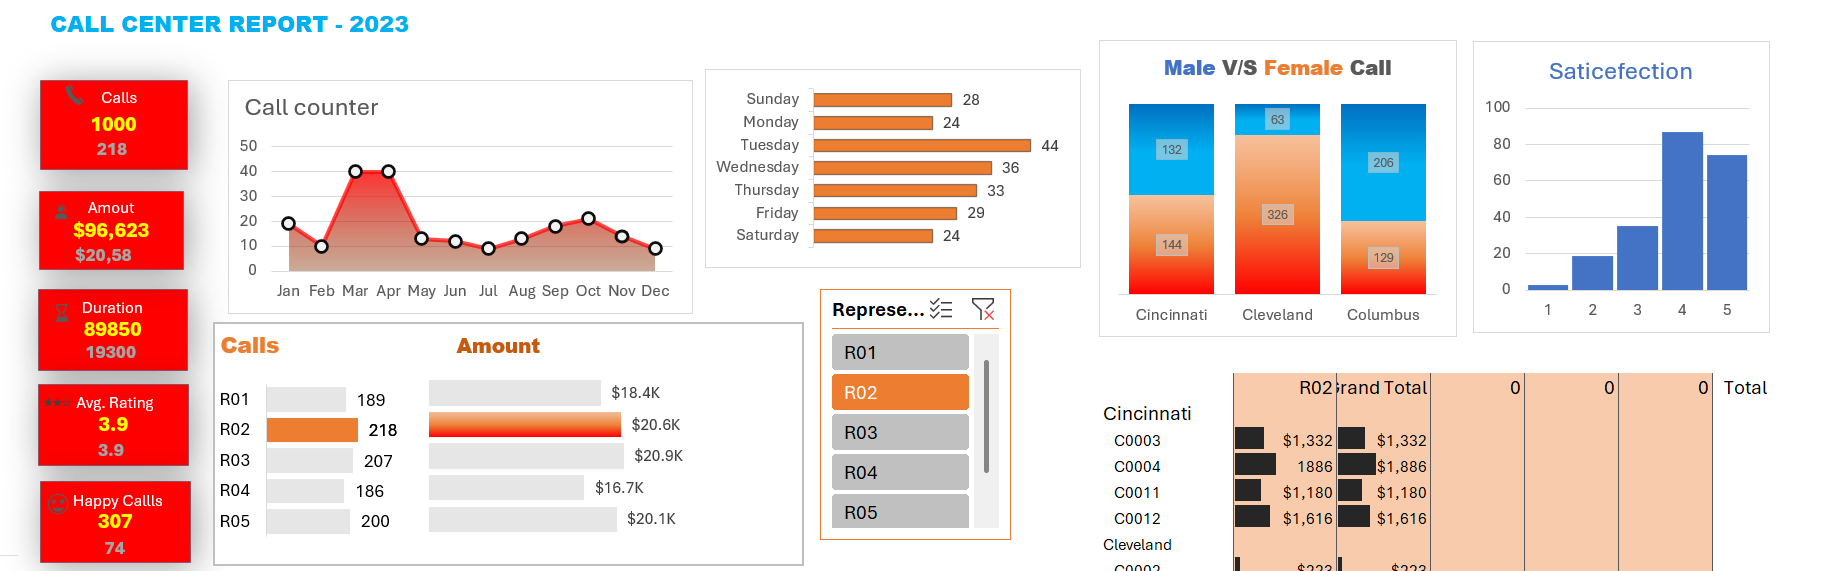 CALL CENTER REPORT - 2023
Calls
1000
218
Amout
$96,623
$20,58
Duration
89850
19300
Avg. Rating
3.9
3.9
Happy Callls
307
74
Call counter
50
40
30
20
10
0
Jan Feb Mar Apr May Jun Jul Aug Sep Oct Nov Dec
Sunday 28
Monday 24
Tuesday 44
Wednesday 36
Thursday 33
Friday 29
Saturday 24
Male V/S Female Call
132 63 206
144 326 129
Cincinnati Cleveland Columbus
Saticefection
100
80
60
40
20
0
1 2 3 4 5
Calls Amount
R01 189 $18.4K
R02 218 $20.6K
R03 207 $20.9K
R04 186 $16.7K
R05 200 $20.1K
Represe...
R01
R02
R03
R04
R05
R02 Grand Total 0 0 0 Total
Cincinnati
C0003 $1,332 $1,332
C0004 1886 $1,886
C0011 $1,180 $1,180
C0012 $1,616 $1,616
Cleveland
C0002 $223 $223